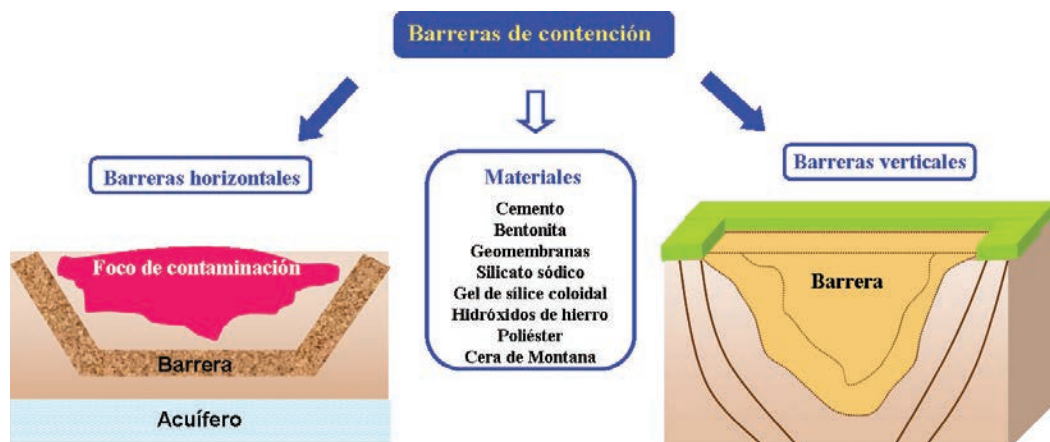 Barreras de contención
Barreras horizontales
Foco de contaminación
Barrera
Acuífero
Materiales
Cemento
Bentonita
Geomembranas
Silicato sódico
Gel de sílice coloidal
Hidróxidos de hierro
Poliéster
Cera de Montana
Barreras verticales
Barrera